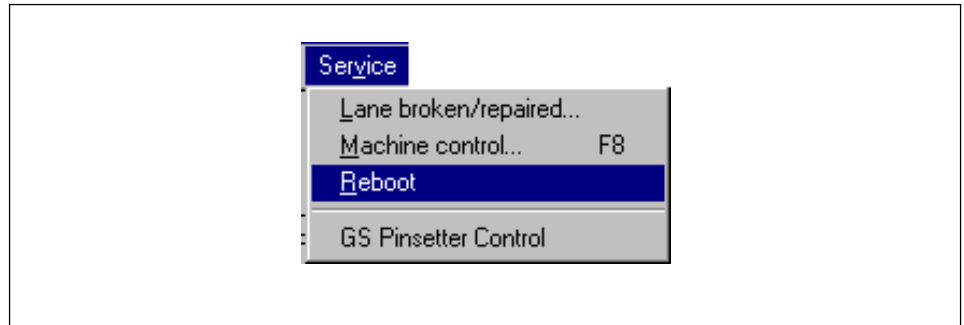 Service
Lane broken/repaired...
Machine control... F8
Reboot
GS Pinsetter Control